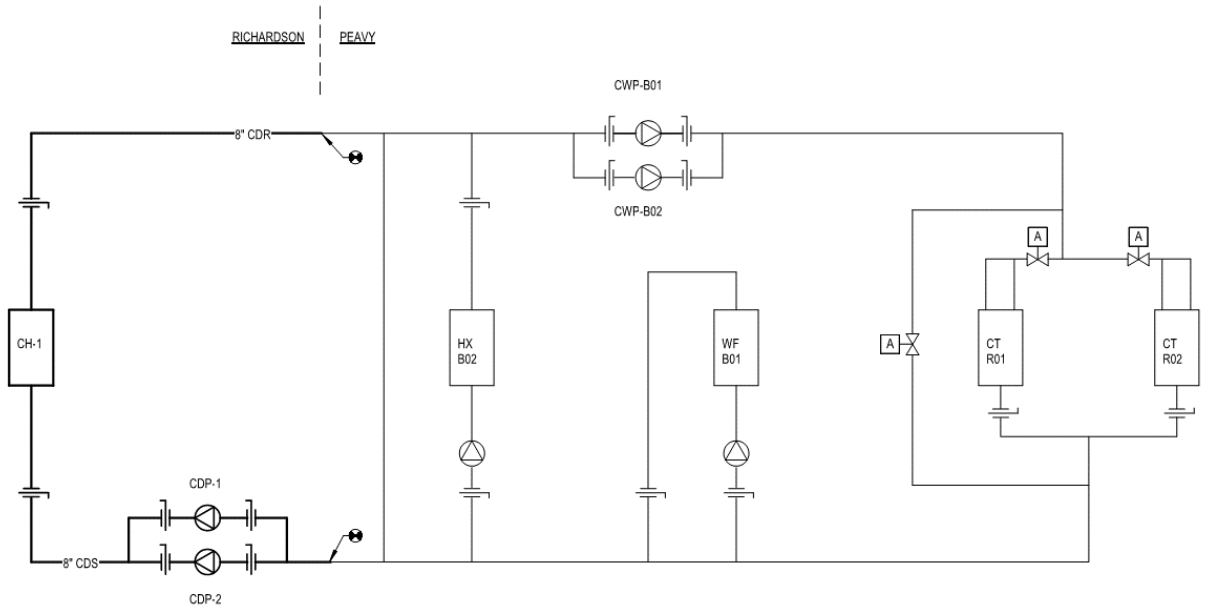 RICHARDSON
PEAVY
CWP-B01
8" CDR
CWP-B02
A
A
CH-1
HX
B02
WF
B01
A
CT
R01
CT
R02
CDP-1
8" CDS
CDP-2